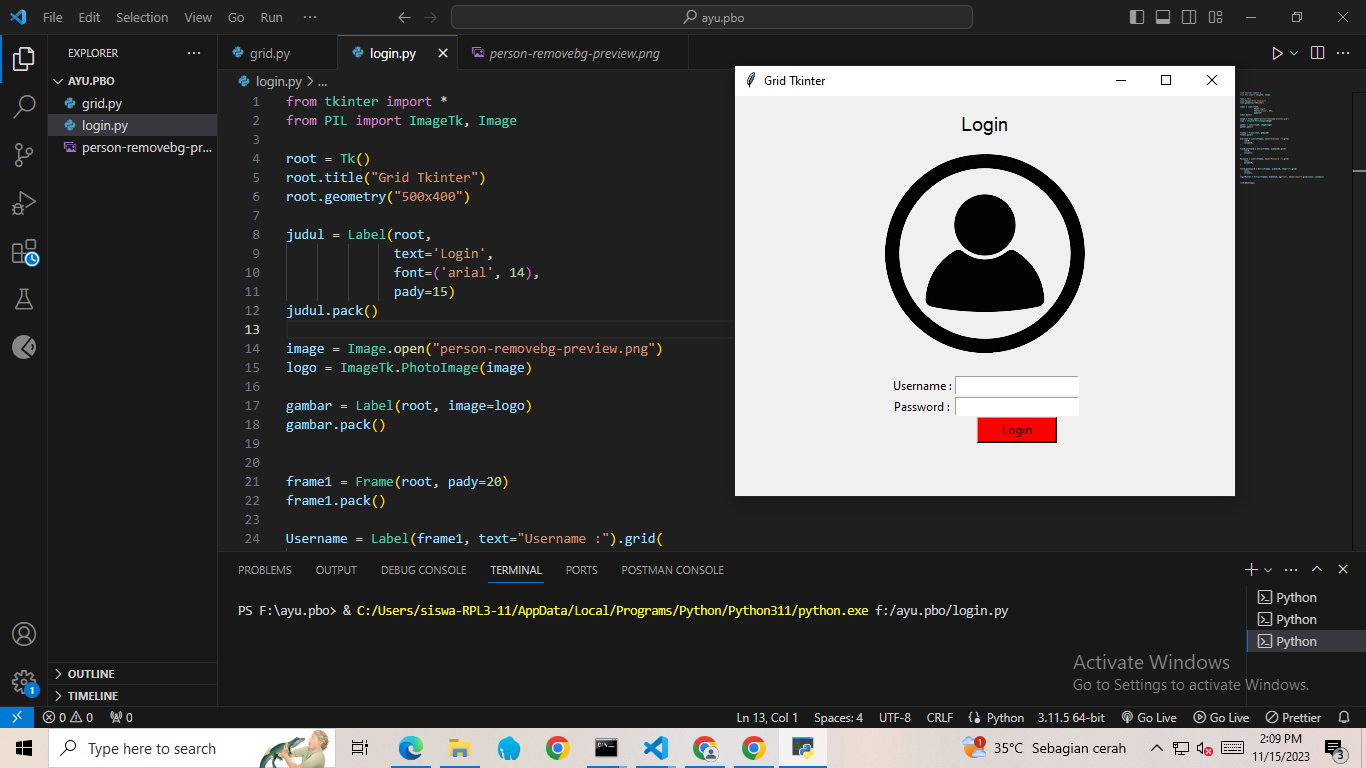 File Edit Selection View Go Run ···
ayu.pbo
EXPLORER ···
AYU.PBO
grid.py
login.py
person-removebg-pr...
OUTLINE
TIMELINE
grid.py login.py person-removebg-preview.png
login.py > ...
1 from tkinter import *
2 from PIL import ImageTk, Image
3
4 root = Tk()
5 root.title("Grid Tkinter")
6 root.geometry("500x400")
7
8 judul = Label(root,
9 text='Login',
10 font=('arial', 14),
11 pady=15)
12 judul.pack()
13
14 image = Image.open("person-removebg-preview.png")
15 logo = ImageTk.PhotoImage(image)
16
17 gambar = Label(root, image=logo)
18 gambar.pack()
19
20
21 frame1 = Frame(root, pady=20)
22 frame1.pack()
23
24 Username = Label(frame1, text="Username :").grid(
Grid Tkinter
Login
Username :
Password :
Login
PROBLEMS OUTPUT DEBUG CONSOLE TERMINAL PORTS POSTMAN CONSOLE
PS F:\ayu.pbo> & C:/Users/siswa-RPL3-11/AppData/Local/Programs/Python/Python311/python.exe f:/ayu.pbo/login.py
Python
Python
Python
Activate Windows
Go to Settings to activate Windows.
1
0 0 0 Ln 13, Col 1 Spaces: 4 UTF-8 CRLF Python 3.11.5 64-bit Go Live Go Live Prettier
Type here to search
1 35°C Sebagian cerah
2:09 PM
11/15/2023
3